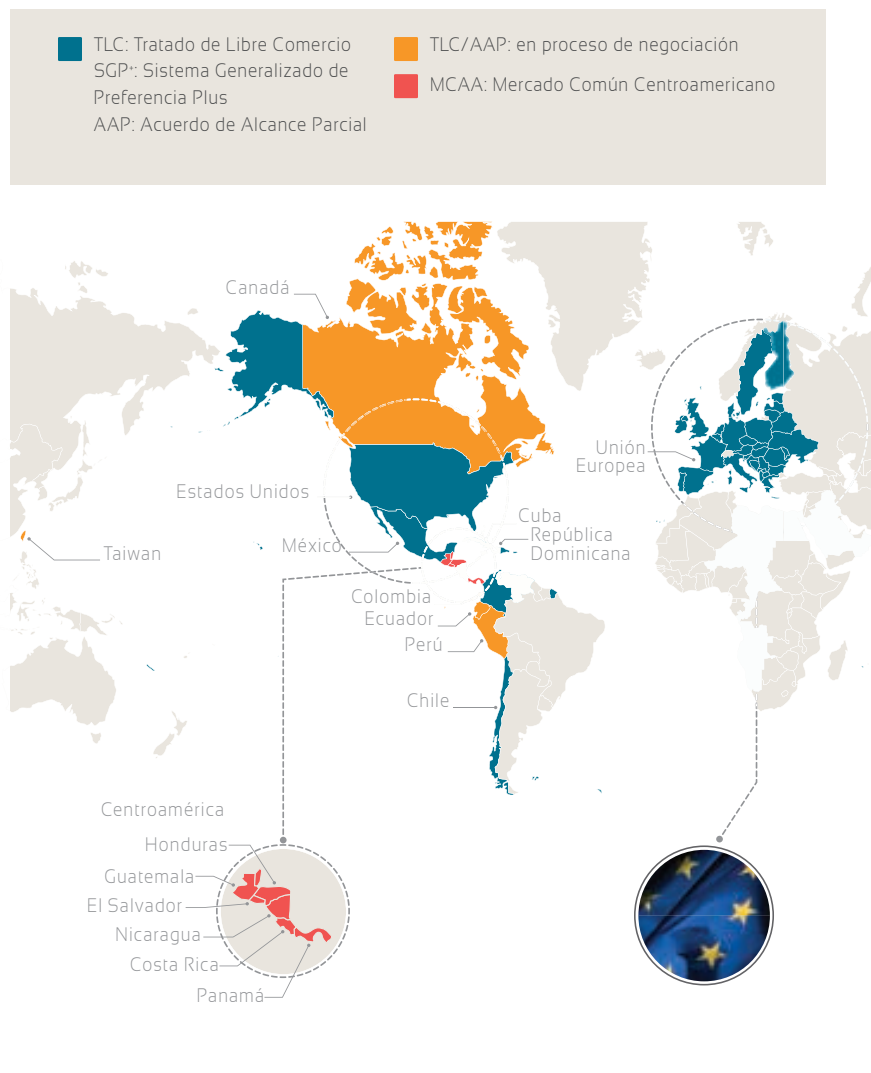 TLC: Tratado de Libre Comercio
SGP+: Sistema Generalizado de
Preferencia Plus
AAP: Acuerdo de Alcance Parcial
TLC/AAP: en proceso de negociación
MCAA: Mercado Común Centroamericano
Canadá
Unión
Europea
Estados Unidos
Cuba
República
Dominicana
México
Taiwan
Colombia
Ecuador
Perú
Chile
Centroamérica
Honduras
Guatemala
El Salvador
Nicaragua
Costa Rica
Panamá